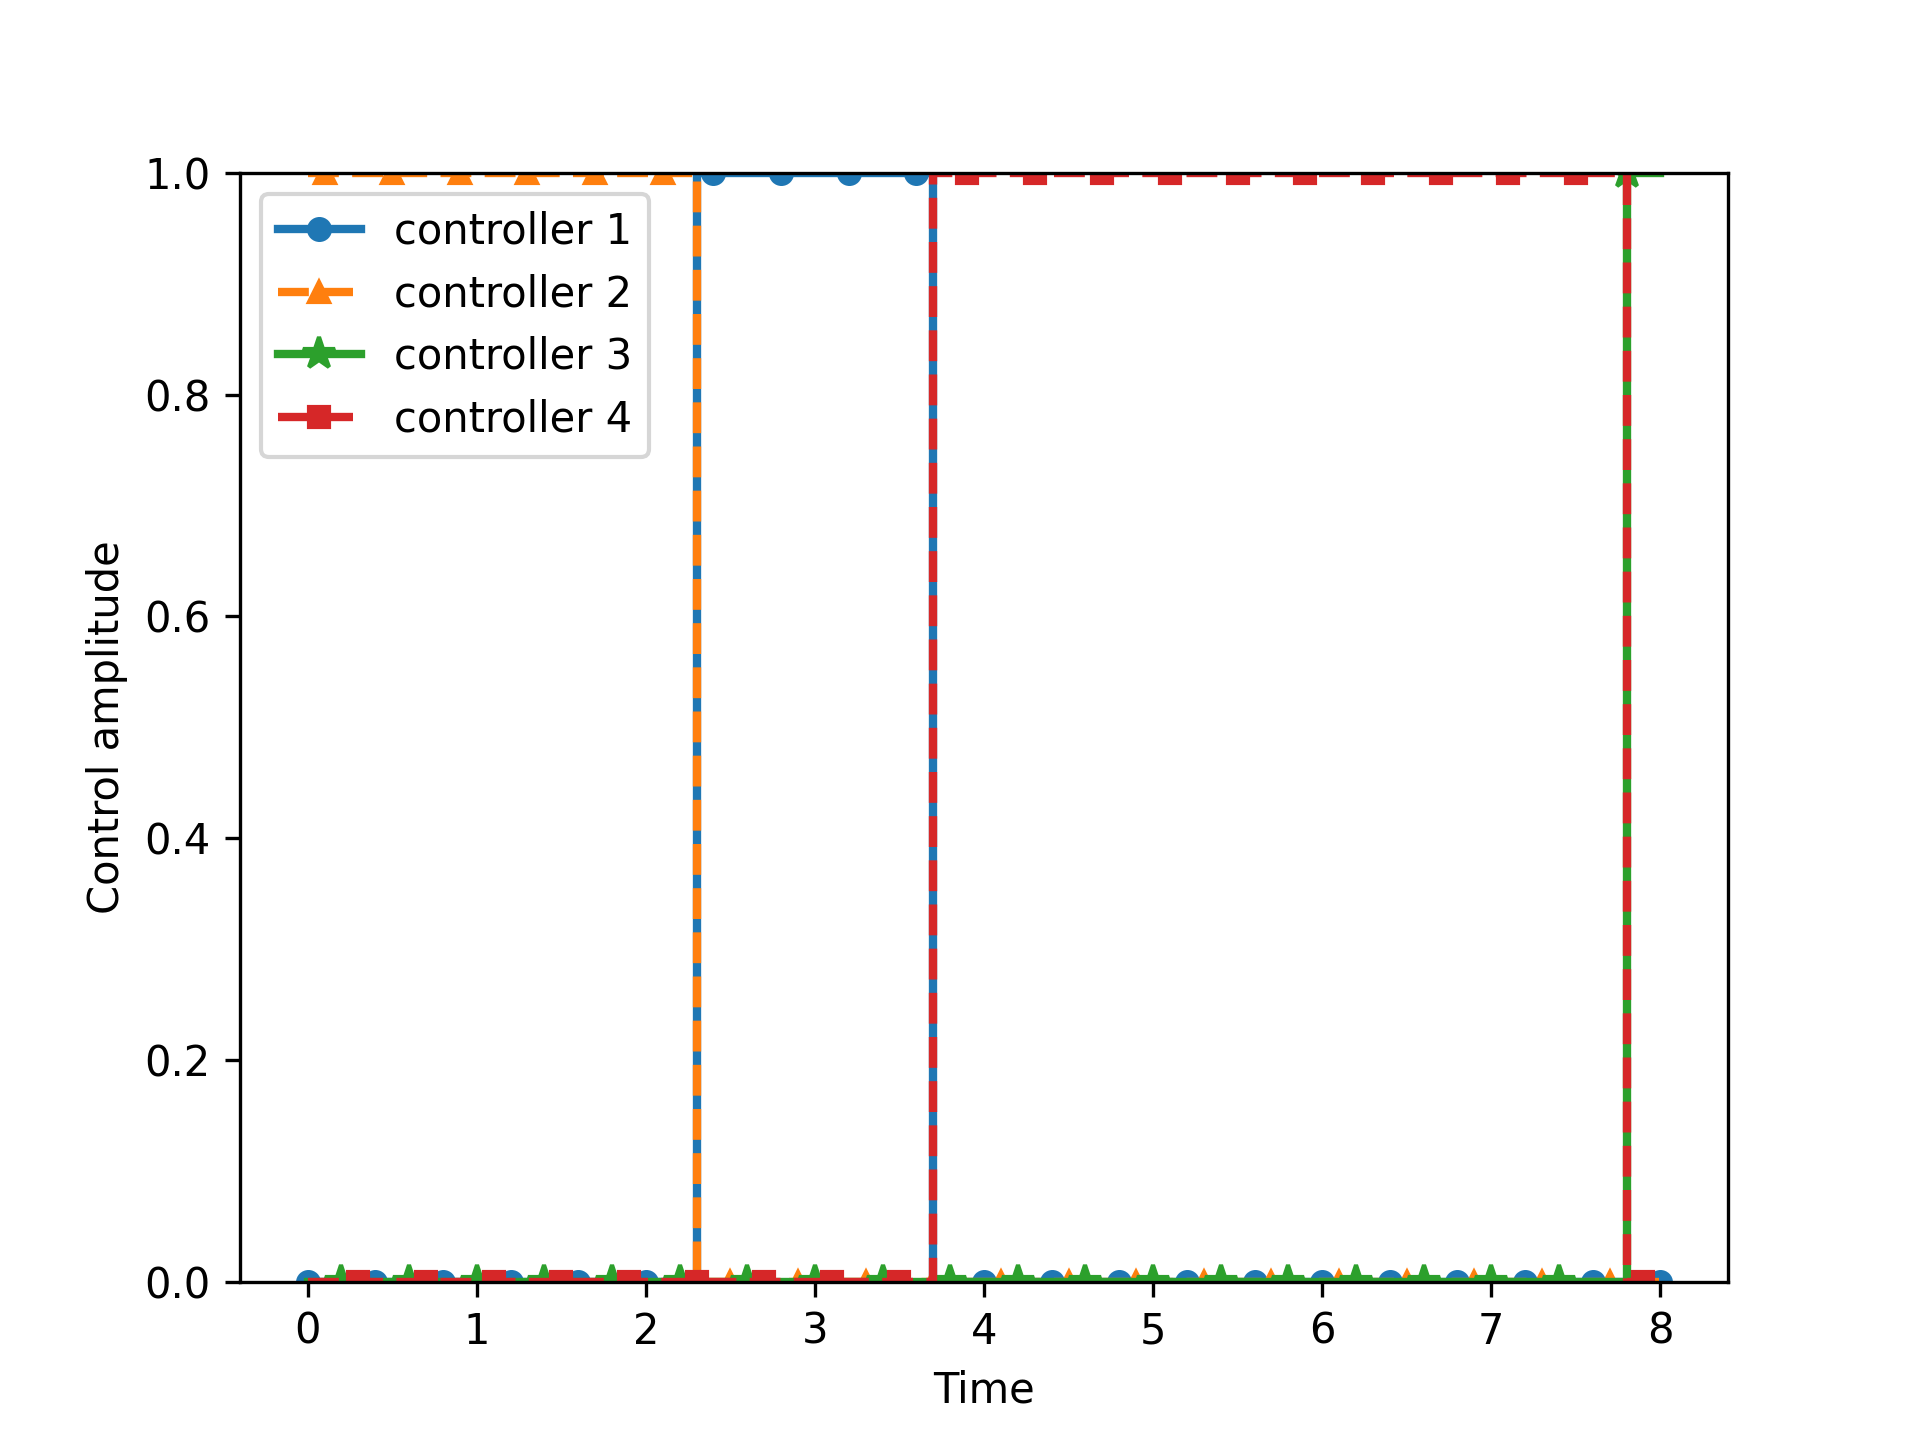 1.0
0.8
0.6
0.4
0.2
0.0
Control amplitude
controller 1
controller 2
controller 3
controller 4
0 1 2 3 4 5 6 7 8
Time